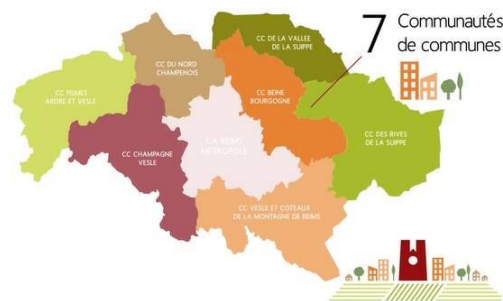 7 Communautés
de communes
CC DE LA VALLEE
DE LA SUIPPE
CC DU NORD
CHAMPENOIS
CC FISMES
ARDRE ET VESLE
CC BEINE
BOURGOGNE
CC DES RIVES
DE LA SUIPPE
CA REIMS
METROPOLE
CC CHAMPAGNE
VESLE
CC VESLE ET COTEAUX
DE LA MONTAGNE DE REIMS